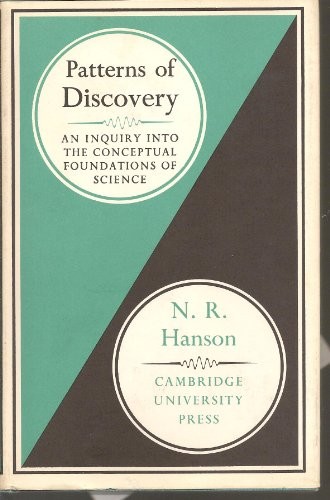 Patterns of
Discovery
AN INQUIRY INTO
THE CONCEPTUAL
FOUNDATIONS OF
SCIENCE
N. R.
Hanson
CAMBRIDGE
UNIVERSITY
PRESS